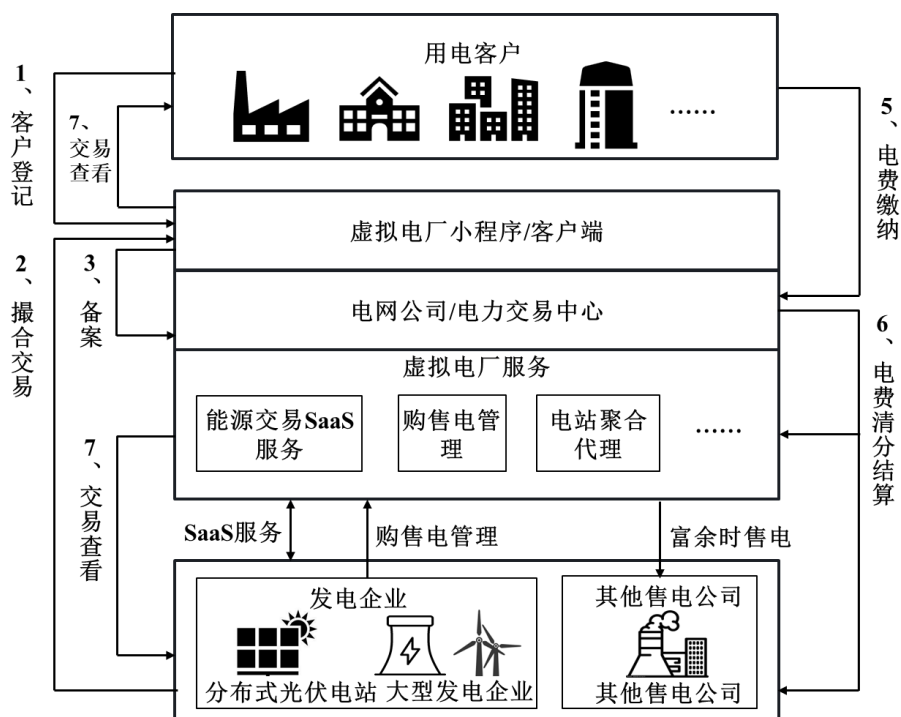 用电客户
……
1、客户登记
7、
交易
查看
5、电费缴纳
虚拟电厂小程序/客户端
2、撮合交易
3、备案
电网公司/电力交易中心
6、电费清分结算
虚拟电厂服务
能源交易SaaS
服务
购售电管
理
电站聚合
代理
……
7、交易查看
SaaS服务
购售电管理
富余时售电
发电企业
其他售电公司
分布式光伏电站
大型发电企业
其他售电公司